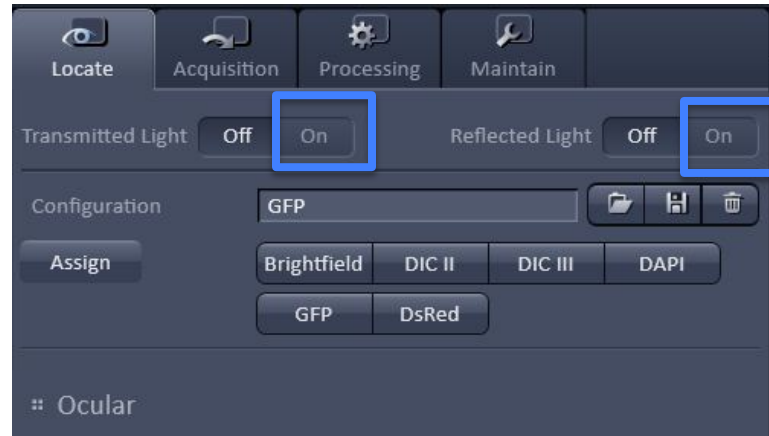 Locate Acquisition Processing Maintain
Transmitted Light Off On Reflected Light Off On
Configuration GFP
Assign Brightfield DIC II DIC III DAPI
GFP DsRed
Ocular